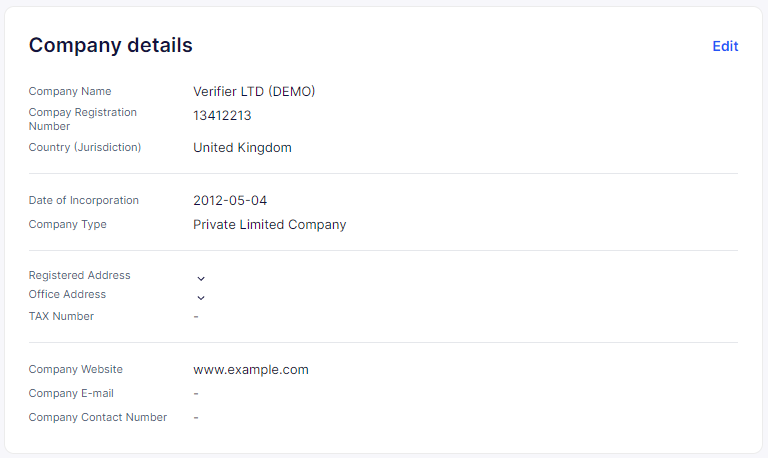 Company details Edit
Company Name Verifier LTD (DEMO)
Compay Registration
Number 13412213
Country (Jurisdiction) United Kingdom
Date of Incorporation 2012-05-04
Company Type Private Limited Company
Registered Address
Office Address
TAX Number -
Company Website www.example.com
Company E-mail -
Company Contact Number -